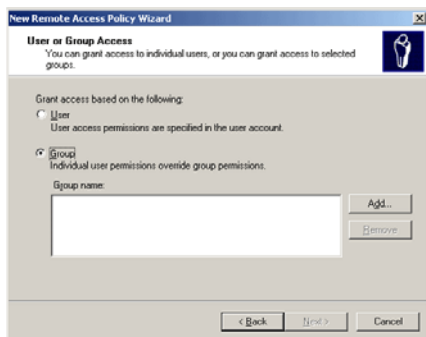 New Remote Access Policy Wizard
User or Group Access
You can grant access to individual users, or you can grant access to selected
groups.
Grant access based on the following:
User
User access permissions are specified in the user account.
Group
Individual user permissions override group permissions.
Group name:
Add...
Remove
< Back
Next >
Cancel